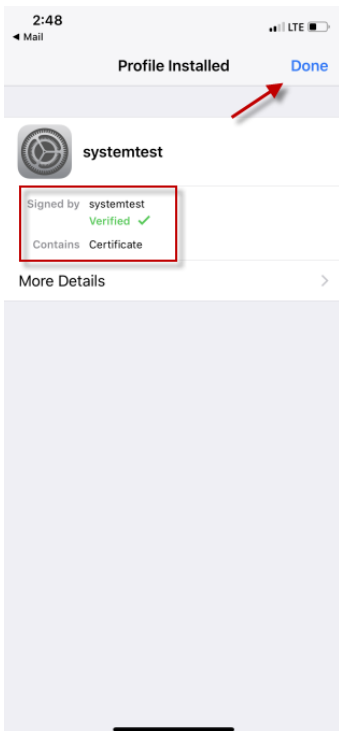 2:48
LTE
◀ Mail
Profile Installed
Done
systemtest
Signed by systemtest
Verified ✓
Contains Certificate
More Details